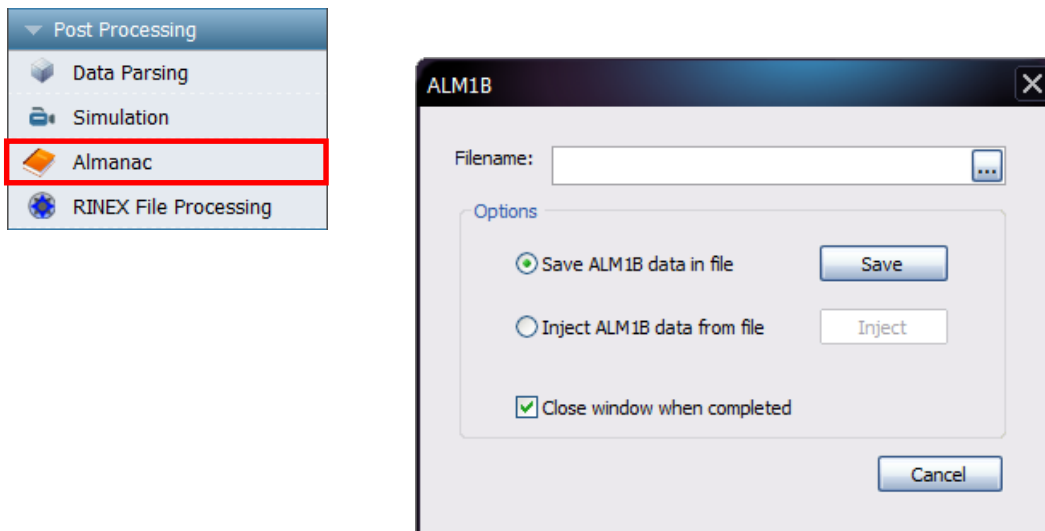 Post Processing
Data Parsing
Simulation
Almanac
RINEX File Processing
ALM1B
Filename:
...
Options
Save ALM1B data in file
Save
Inject ALM1B data from file
Inject
Close window when completed
Cancel